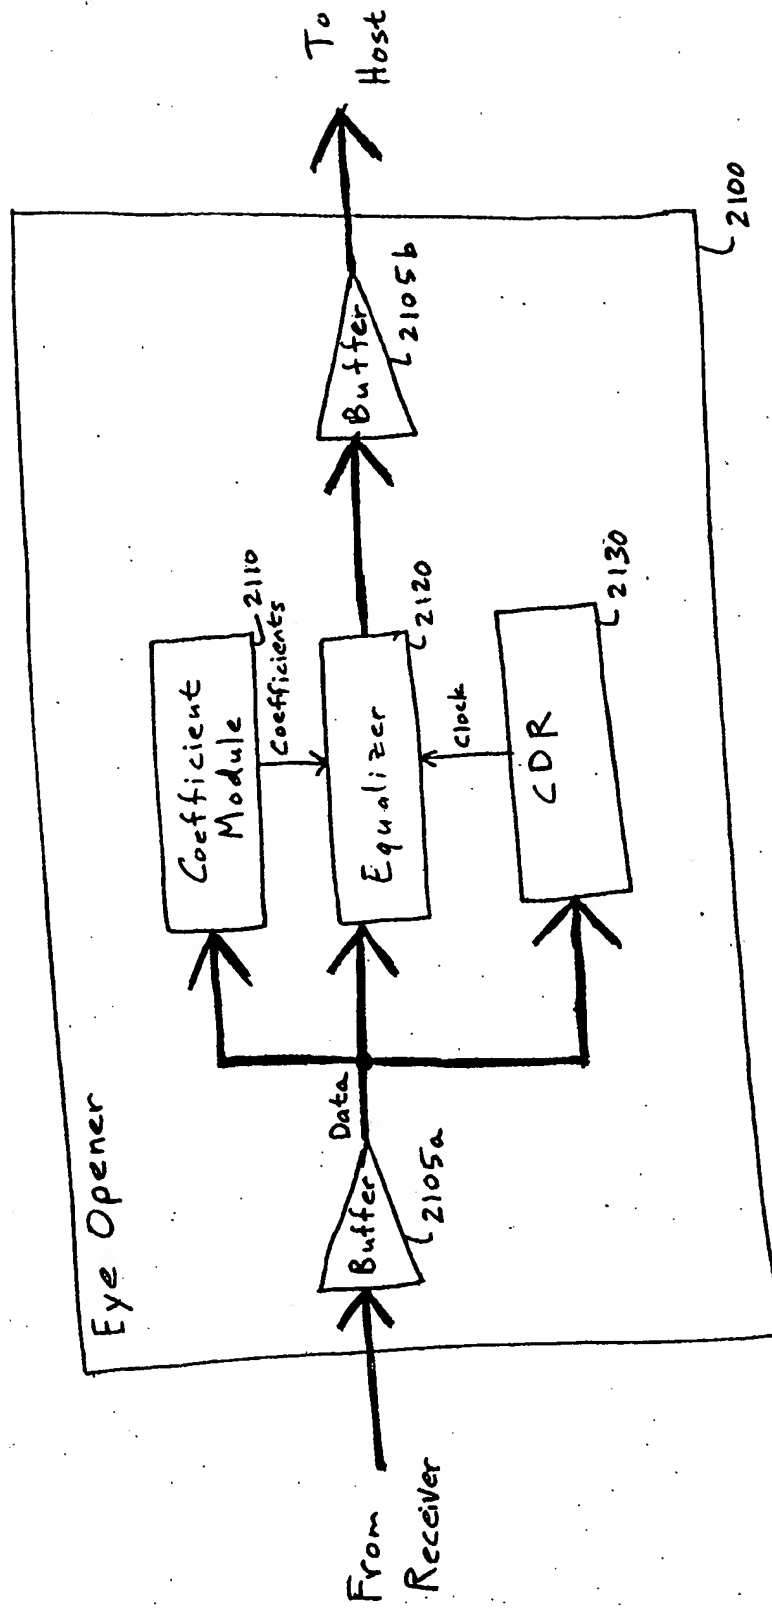 Eye Opener
From
Receiver
Buffer
2105a
Data
Coefficient
Module
2110
Coefficients
Equalizer
2120
Clock
CDR
2130
Buffer
2105b
To
Host
2100